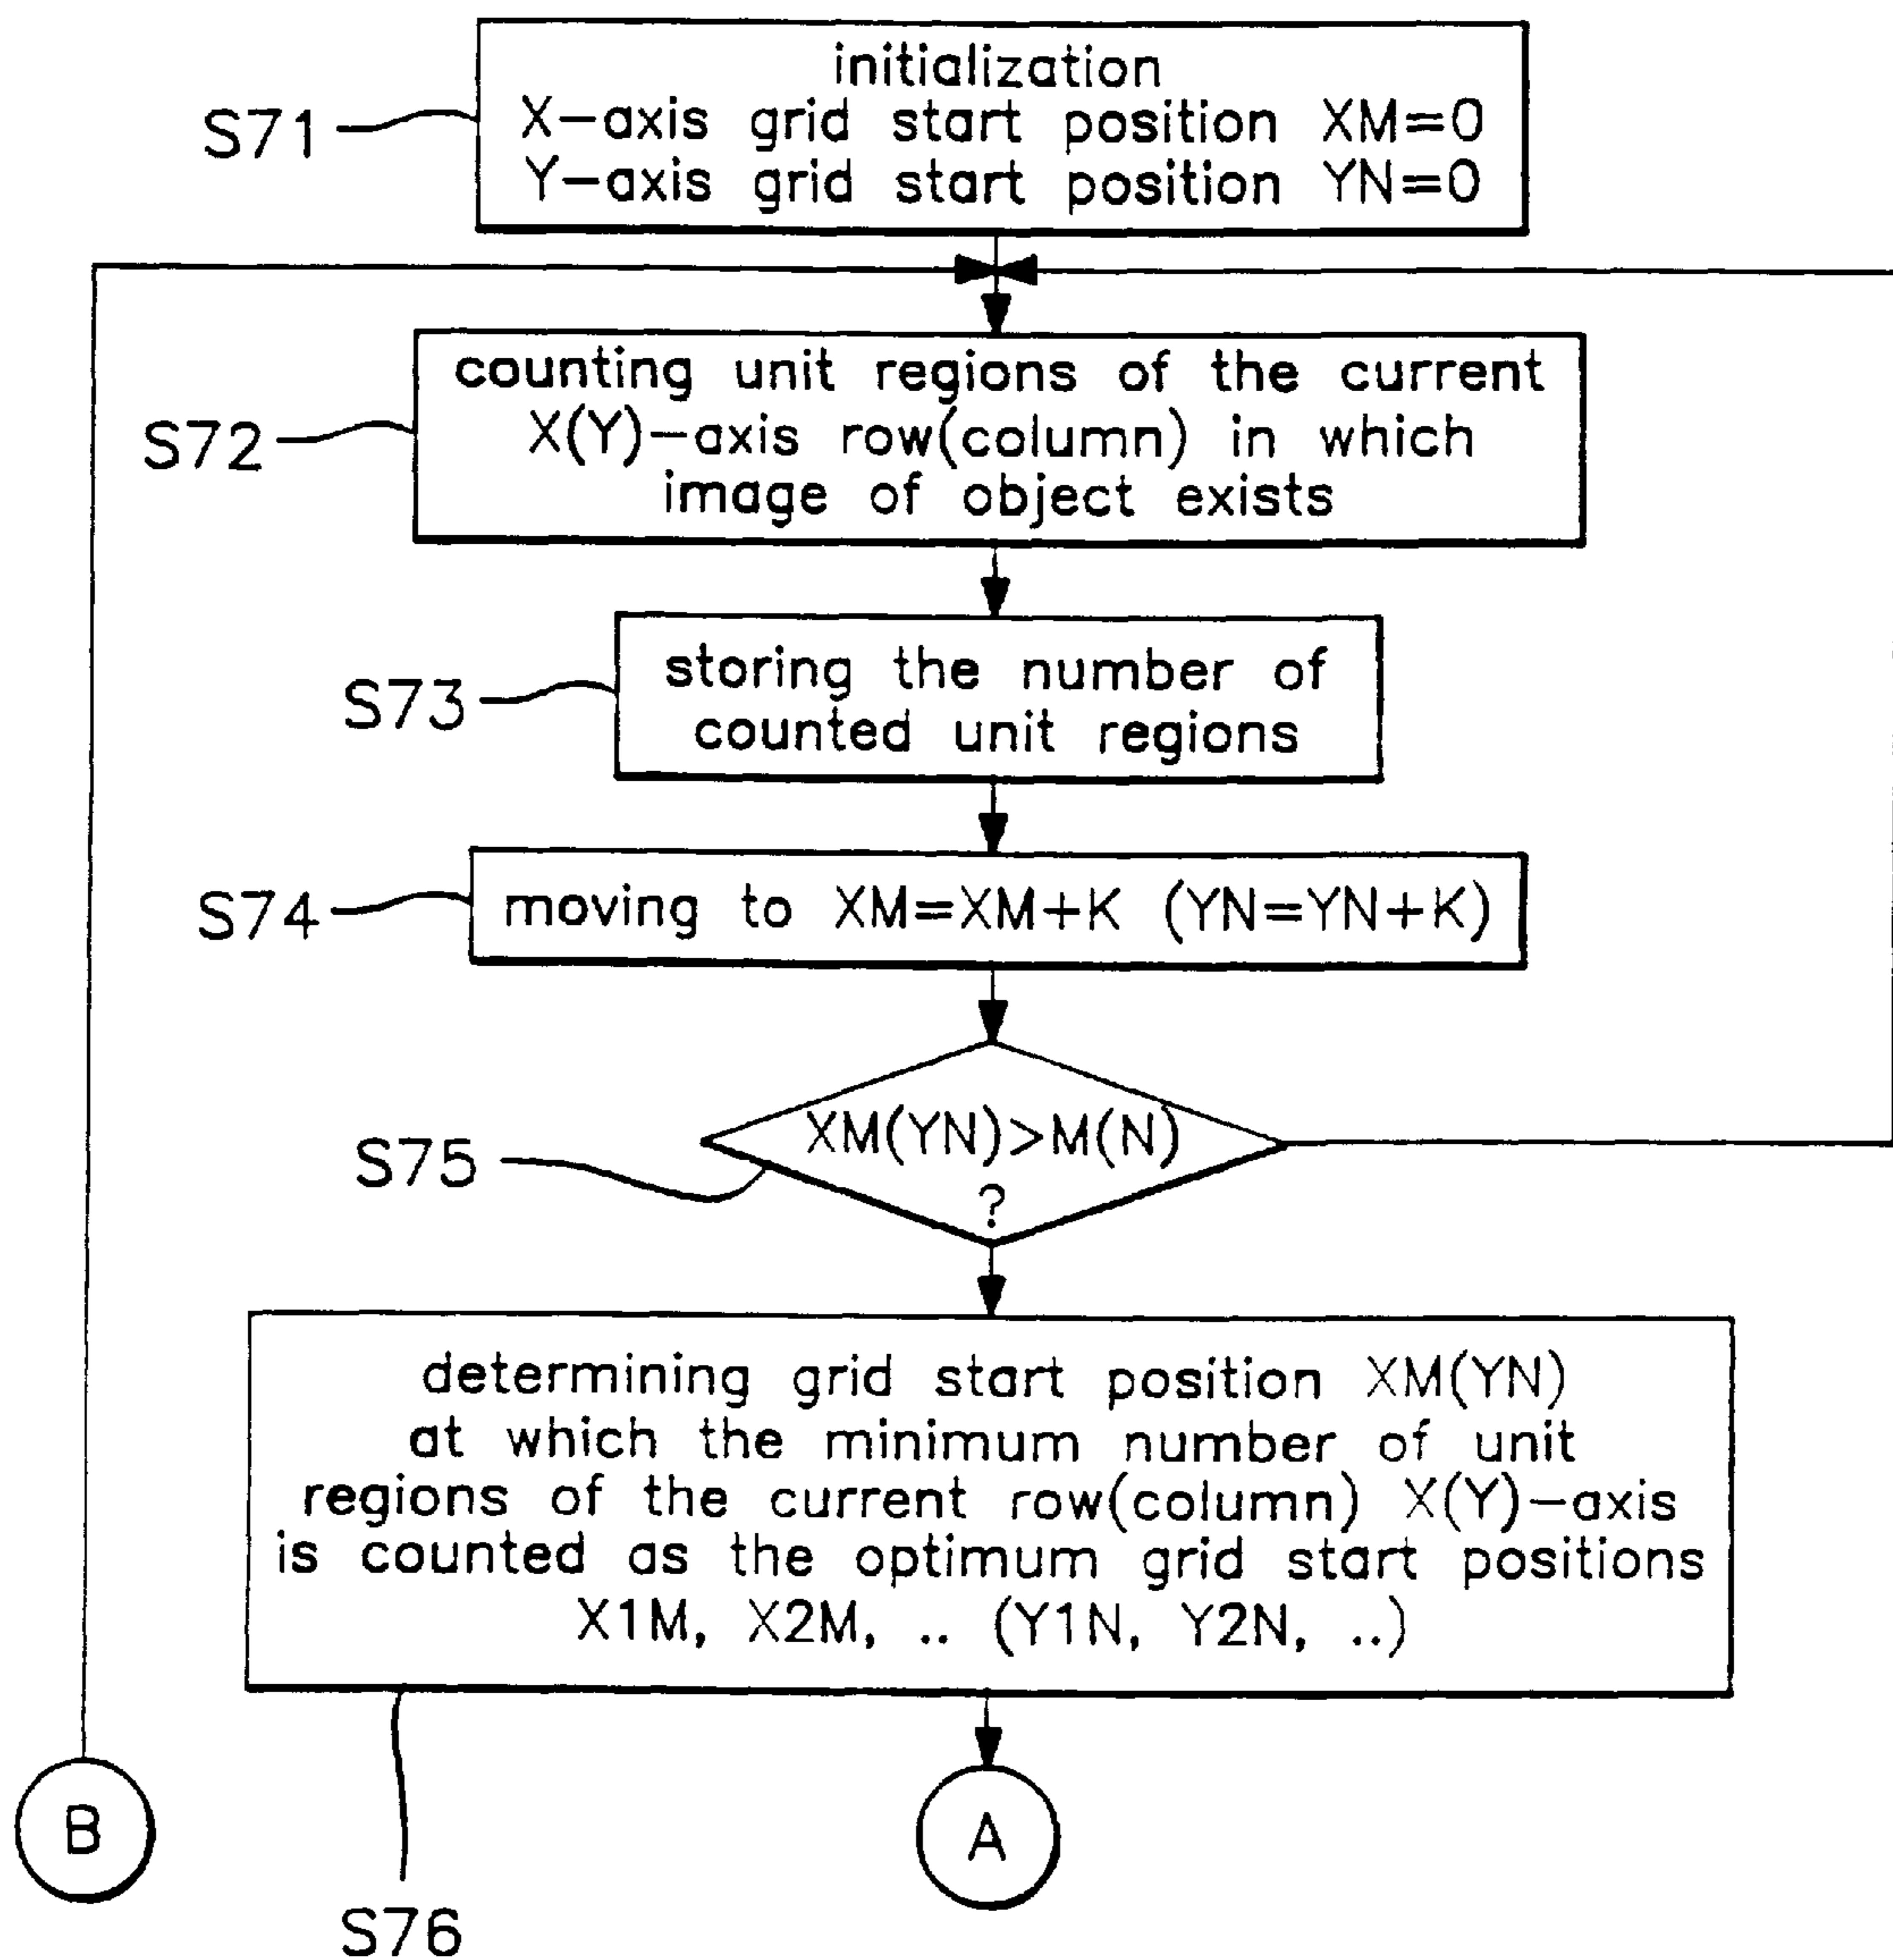 initialization
S71
X-axis grid start position XM=0
Y-axis grid start position YN=0
counting unit regions of the current
S72
X(Y)-axis row(column) in which
image of object exists
storing the number of
S73
counted unit regions
S74
moving to XM=XM+K (YN=YN+K)
XM(YN)>M(N)
S75
?
determining grid start position XM(YN)
at which the minimum number of unit
regions of the current row(column) X(Y)-axis
is counted as the optimum grid start positions
X1M, X2M, .. (Y1N, Y2N, ..)
B
A
S76